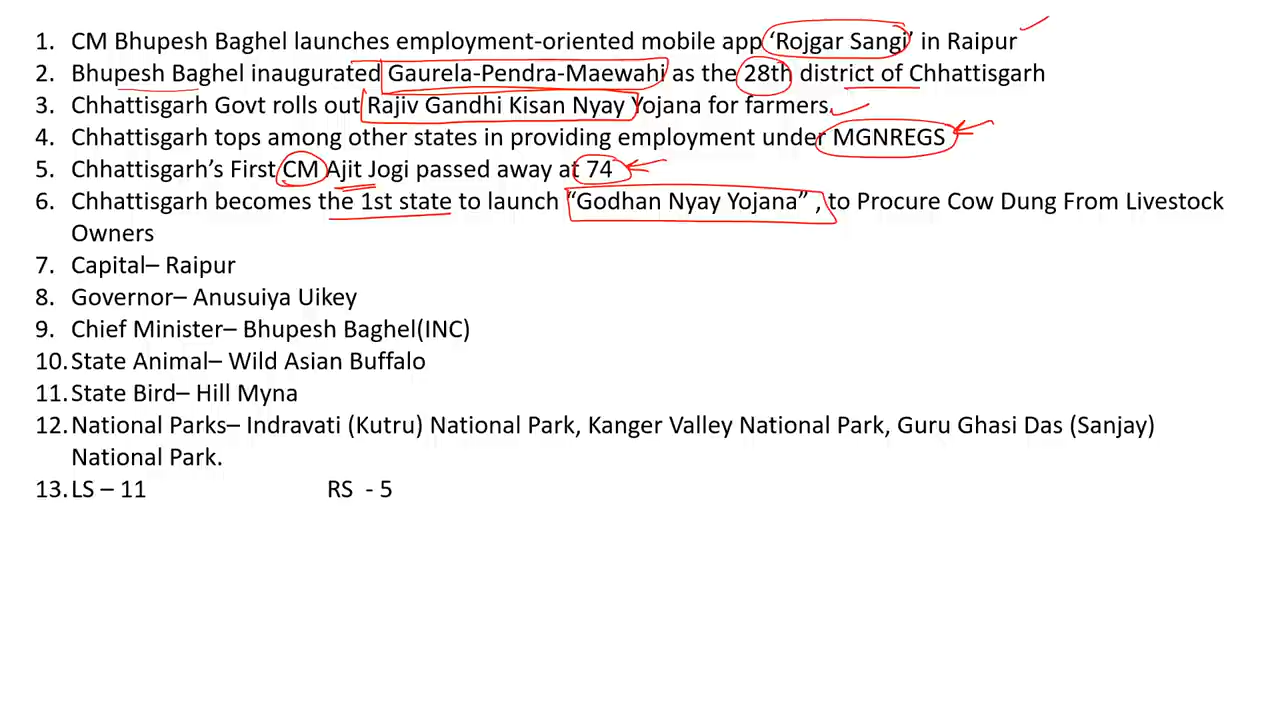 1. CM Bhupesh Baghel launches employment-oriented mobile app 'Rojgar Sangi' in Raipur
2. Bhupesh Baghel inaugurated Gaurela-Pendra-Maewahi as the 28th district of Chhattisgarh
3. Chhattisgarh Govt rolls out Rajiv Gandhi Kisan Nyay Yojana for farmers.
4. Chhattisgarh tops among other states in providing employment under MGNREGS
5. Chhattisgarh's First CM Ajit Jogi passed away at 74
6. Chhattisgarh becomes the 1st state to launch "Godhan Nyay Yojana" , to Procure Cow Dung From Livestock
Owners
7. Capital– Raipur
8. Governor– Anusuiya Uikey
9. Chief Minister– Bhupesh Baghel(INC)
10. State Animal– Wild Asian Buffalo
11. State Bird– Hill Myna
12. National Parks– Indravati (Kutru) National Park, Kanger Valley National Park, Guru Ghasi Das (Sanjay)
National Park.
13. LS – 11 RS - 5